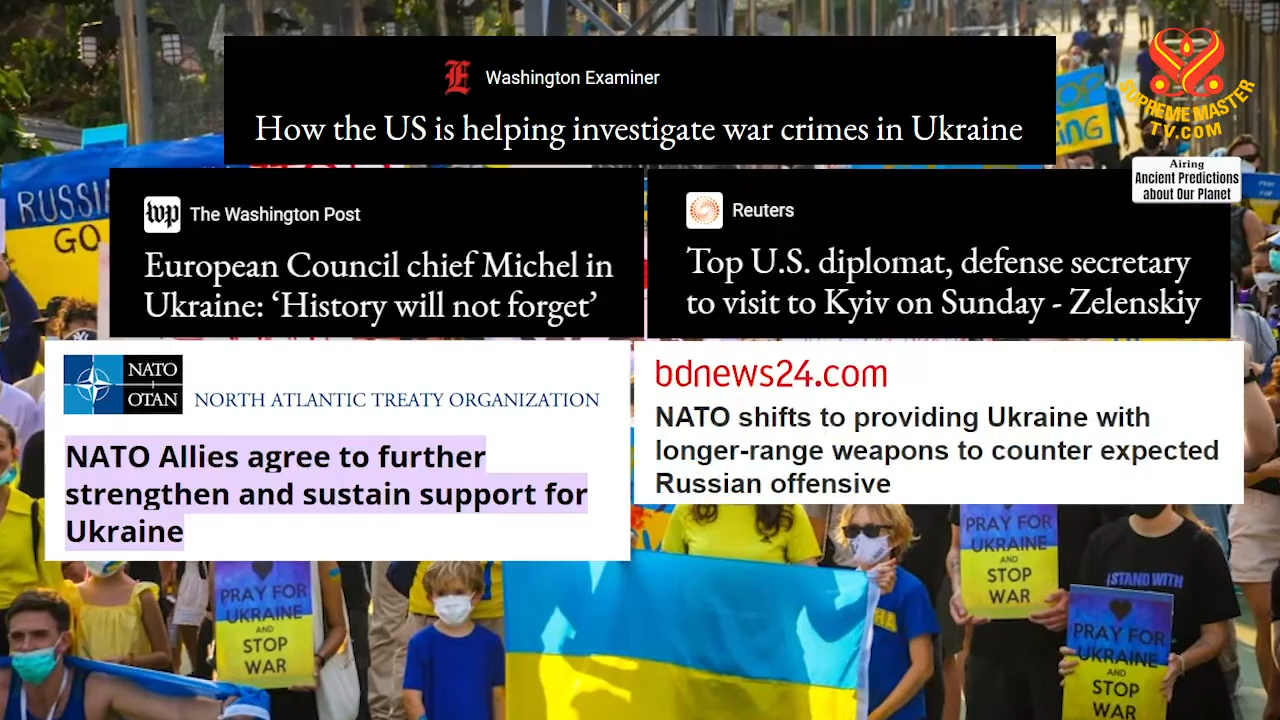 Washington Examiner
How the US is helping investigate war crimes in Ukraine
SUPREME MASTER
TV.COM
Airing
Ancient Predictions
about Our Planet
wp
The Washington Post
European Council chief Michel in
Ukraine: ‘History will not forget’
Reuters
Top U.S. diplomat, defense secretary
to visit to Kyiv on Sunday - Zelenskiy
NATO
OTAN
NORTH ATLANTIC TREATY ORGANIZATION
NATO Allies agree to further
strengthen and sustain support for
Ukraine
bdnews24.com
NATO shifts to providing Ukraine with
longer-range weapons to counter expected
Russian offensive
RUSSI
GO
PRAY FOR
UKRAINE
AND
STOP
WAR
PRAY FOR
UKRAINE
AND
STOP
WAR
I STAND WITH
PRAY FOR
UKRAINE
AND
STOP
WAR